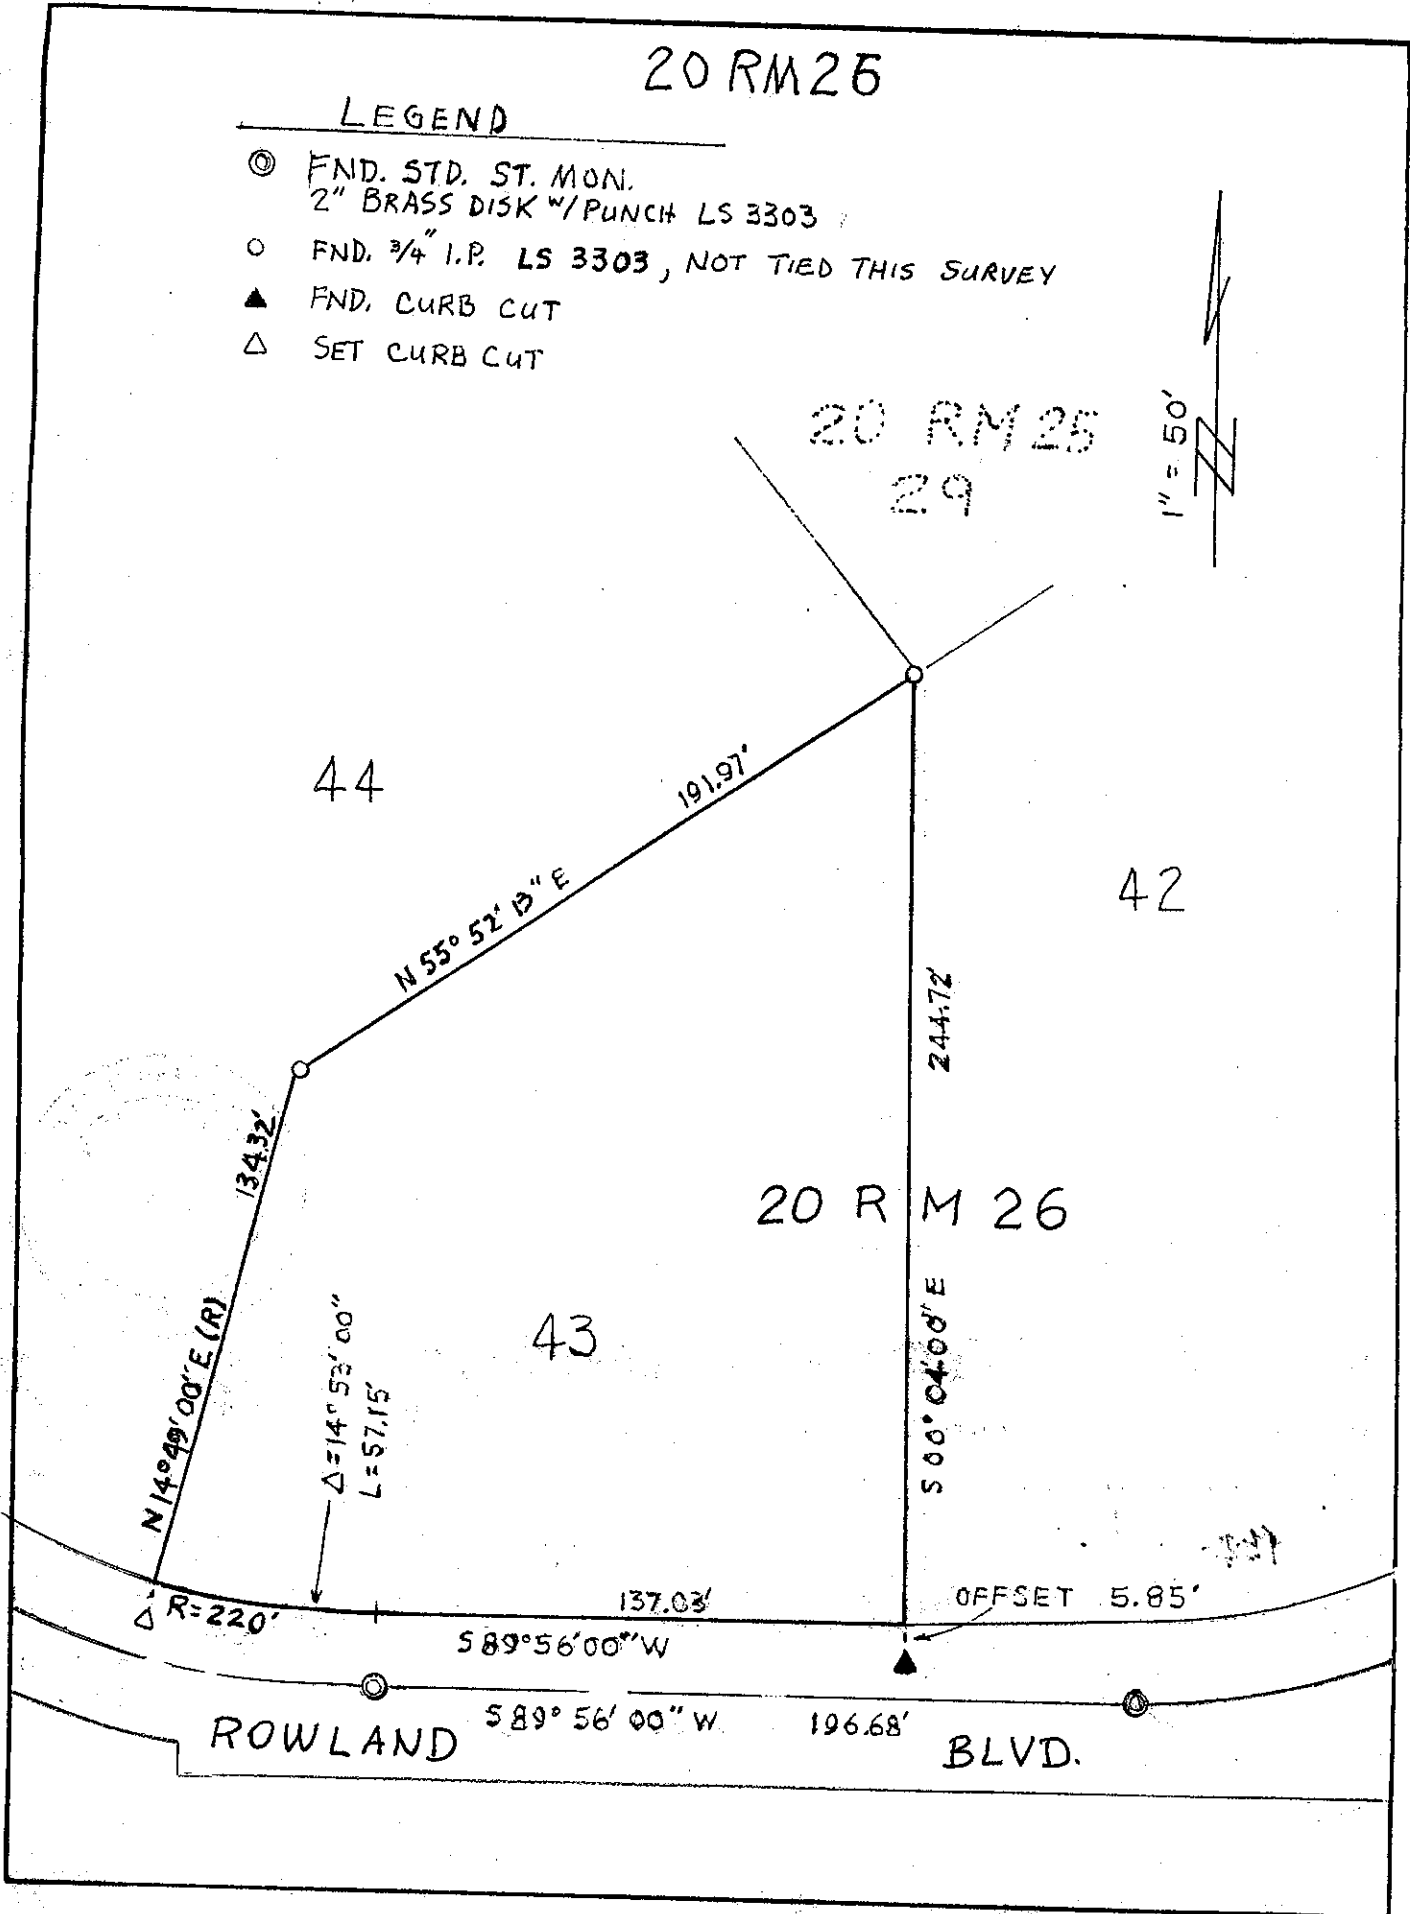 20 RM26
LEGEND
FND. STD. ST. MON.
2" BRASS DISK W/ PUNCH LS 3303
FND. 3/4" I.P. LS 3303, NOT TIED THIS SURVEY
FND. CURB CUT
SET CURB CUT
20 RM 25
29
1" = 50'
N
44
191.97'
N 55° 52' 13" E
42
244.72'
134.32'
20 RM 26
43
N 14°49' 00" E (R)
Δ=14° 53' 00"
L=57.15'
S 00° 04' 00" E
R=220'
137.03'
OFFSET 5.85'
S 89°56'00" W
S 89° 56' 00" W 196.68'
ROWLAND BLVD.